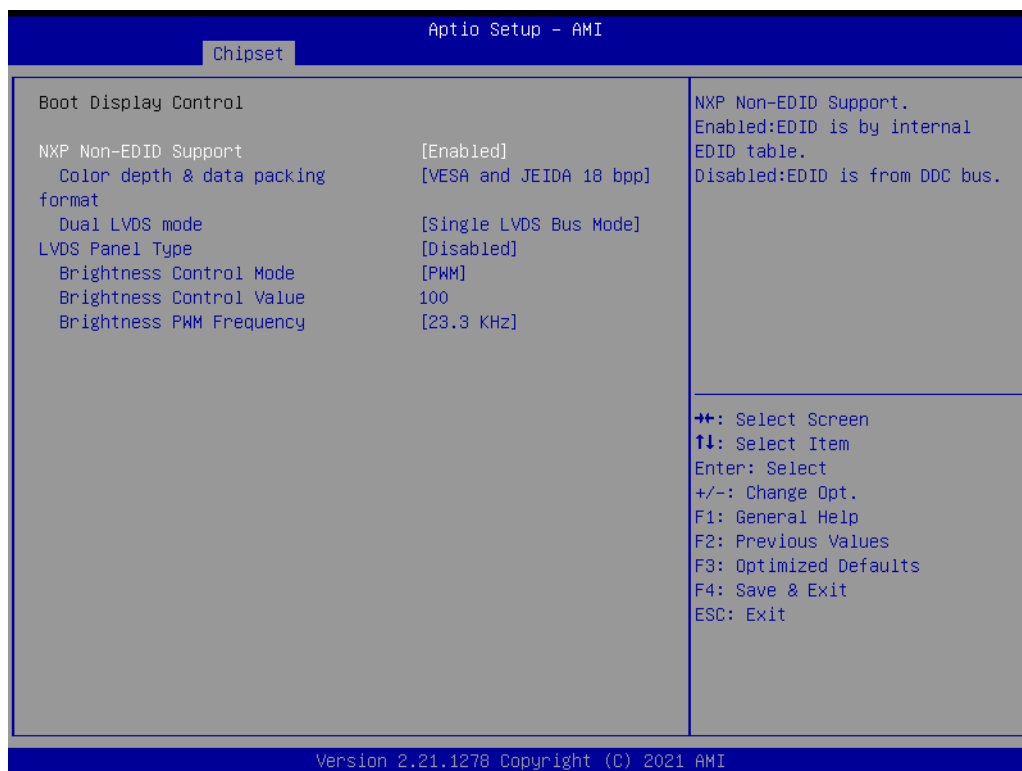 Aptio Setup – AMI
Chipset
Boot Display Control
NXP Non-EDID Support [Enabled]
Color depth & data packing [VESA and JEIDA 18 bpp]
format
Dual LVDS mode [Single LVDS Bus Mode]
LVDS Panel Type [Disabled]
Brightness Control Mode [PWM]
Brightness Control Value 100
Brightness PWM Frequency [23.3 KHz]
NXP Non-EDID Support.
Enabled:EDID is by internal
EDID table.
Disabled:EDID is from DDC bus.
→←: Select Screen
↑↓: Select Item
Enter: Select
+/-: Change Opt.
F1: General Help
F2: Previous Values
F3: Optimized Defaults
F4: Save & Exit
ESC: Exit
Version 2.21.1278 Copyright (C) 2021 AMI